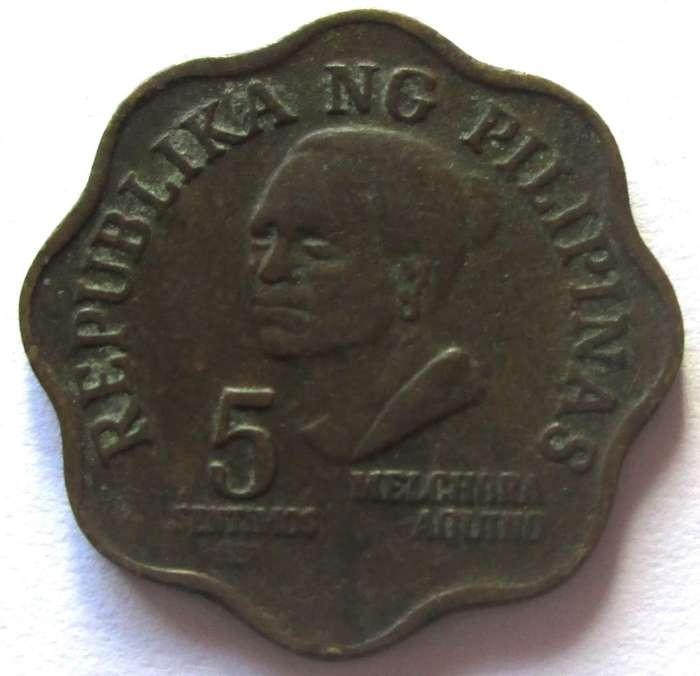 REPUBLIKA NG PILIPINAS
5
SENTIMOS
MELCHORA
AQUINO